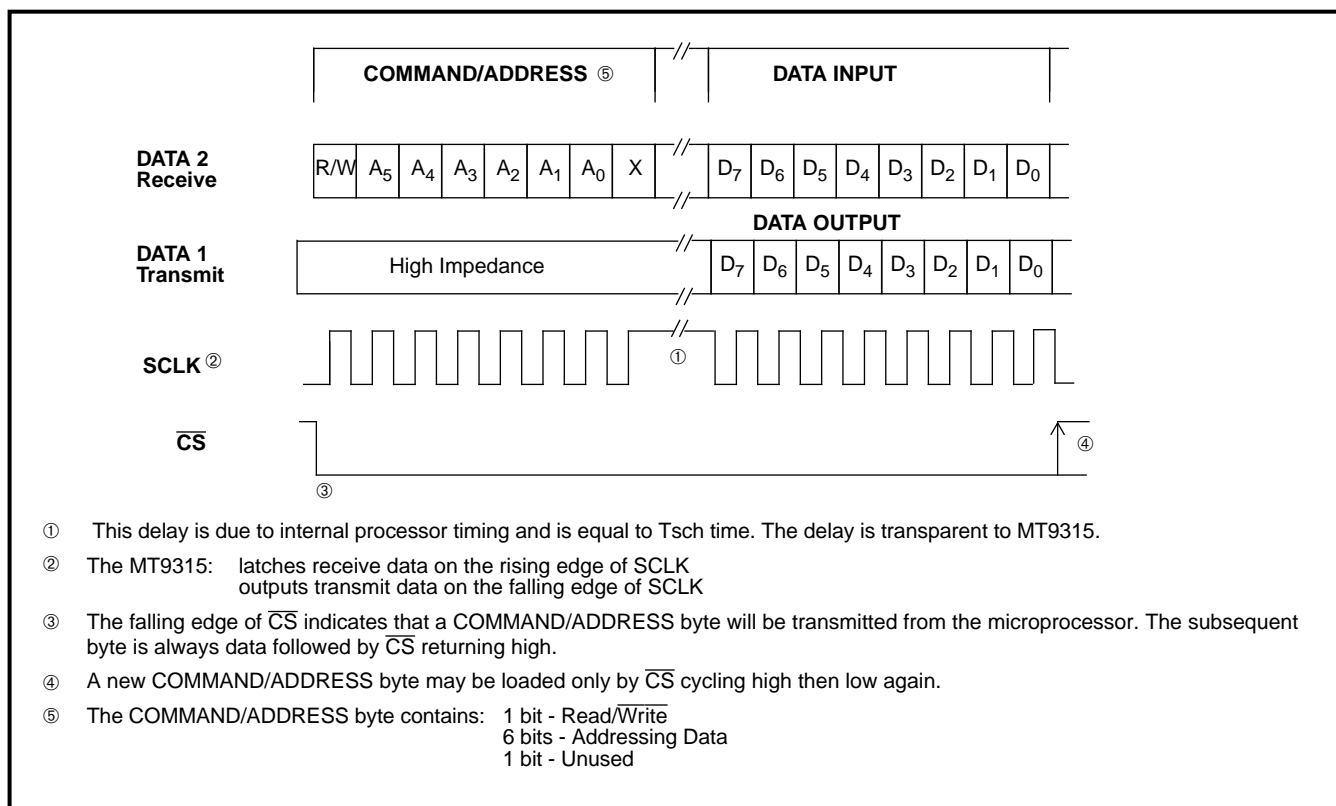 COMMAND/ADDRESS ⑤ // DATA INPUT
DATA 2
Receive
R/W A5 A4 A3 A2 A1 A0 X // D7 D6 D5 D4 D3 D2 D1 D0
DATA OUTPUT
DATA 1
Transmit
High Impedance // D7 D6 D5 D4 D3 D2 D1 D0
SCLK ②
①
CS
④
③
① This delay is due to internal processor timing and is equal to Tsch time. The delay is transparent to MT9315.
② The MT9315: latches receive data on the rising edge of SCLK
outputs transmit data on the falling edge of SCLK
③ The falling edge of CS indicates that a COMMAND/ADDRESS byte will be transmitted from the microprocessor. The subsequent
byte is always data followed by CS returning high.
④ A new COMMAND/ADDRESS byte may be loaded only by CS cycling high then low again.
⑤ The COMMAND/ADDRESS byte contains: 1 bit - Read/Write
6 bits - Addressing Data
1 bit - Unused